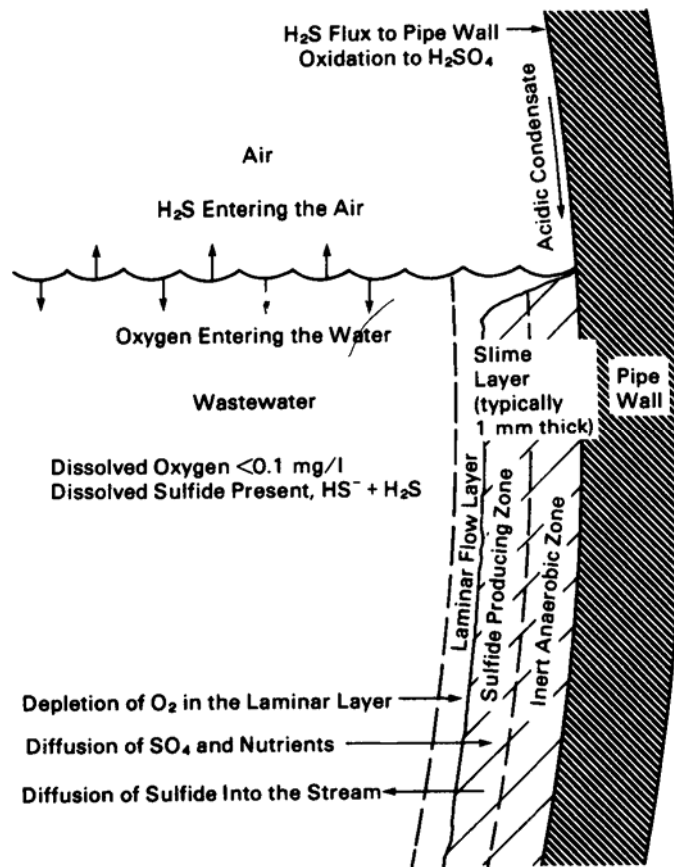 H₂S Flux to Pipe Wall
Oxidation to H₂SO₄
Acidic Condensate
Air
H₂S Entering the Air
Oxygen Entering the Water
Wastewater
Dissolved Oxygen <0.1 mg/l
Dissolved Sulfide Present, HS⁻ + H₂S
Slime
Layer
(typically
1 mm thick)
Pipe
Wall
Laminar Flow Layer
Sulfide Producing Zone
Inert Anaerobic Zone
Depletion of O₂ in the Laminar Layer
Diffusion of SO₄ and Nutrients
Diffusion of Sulfide Into the Stream